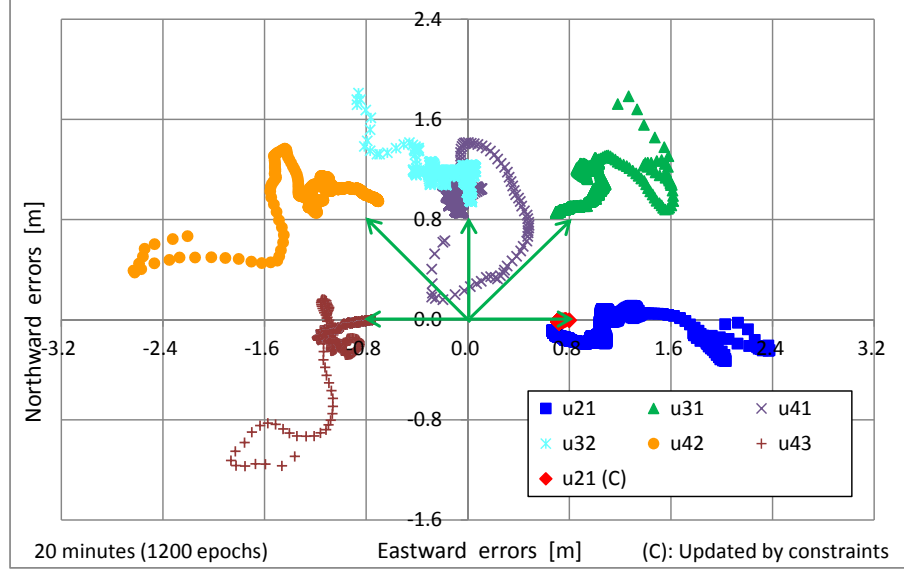 2.4
1.6
0.8
0.0
-0.8
-1.6
-3.2 -2.4 -1.6 -0.8 0.0 0.8 1.6 2.4 3.2
Northward errors [m]
u21 u31 u41
u32 u42 u43
u21 (C)
20 minutes (1200 epochs) Eastward errors [m] (C): Updated by constraints